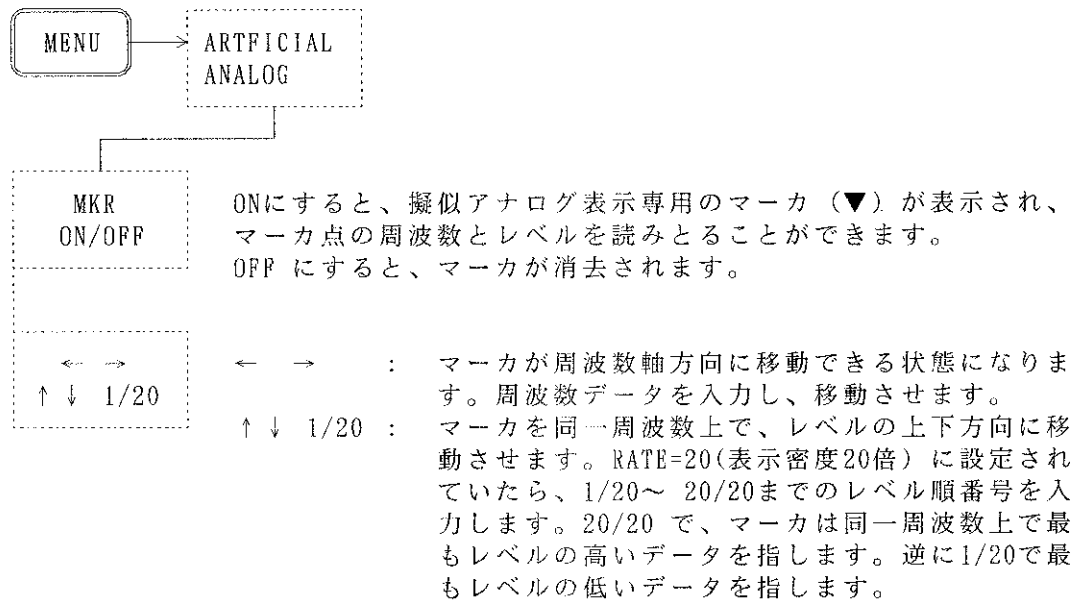 MENU
ARTFICIAL
ANALOG
MKR
ON/OFF
ONにすると、擬似アナログ表示専用のマーカ (▼) が表示され、
マーカ点の周波数とレベルを読みとることができます。
OFF にすると、マーカが消去されます。
← →
↑ ↓ 1/20
← → : マーカが周波数軸方向に移動できる状態になりま
す。周波数データを入力し、移動させます。
↑ ↓ 1/20 : マーカを同一周波数上で、レベルの上下方向に移
動させます。RATE=20(表示密度20倍) に設定され
ていたら、1/20～ 20/20までのレベル順番号を入
力します。20/20 で、マーカは同一周波数上で最
もレベルの高いデータを指します。逆に1/20で最
もレベルの低いデータを指します。